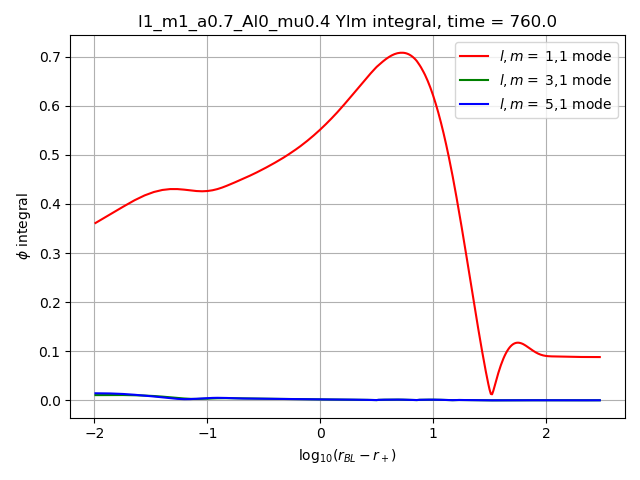 l1_m1_a0.7_Al0_mu0.4 Ylm integral, time = 760.0
l, m = 1,1 mode
l, m = 3,1 mode
l, m = 5,1 mode
ϕ integral
0.7
0.6
0.5
0.4
0.3
0.2
0.1
0.0
−2 −1 0 1 2
log₁₀(r_BL − r₊)